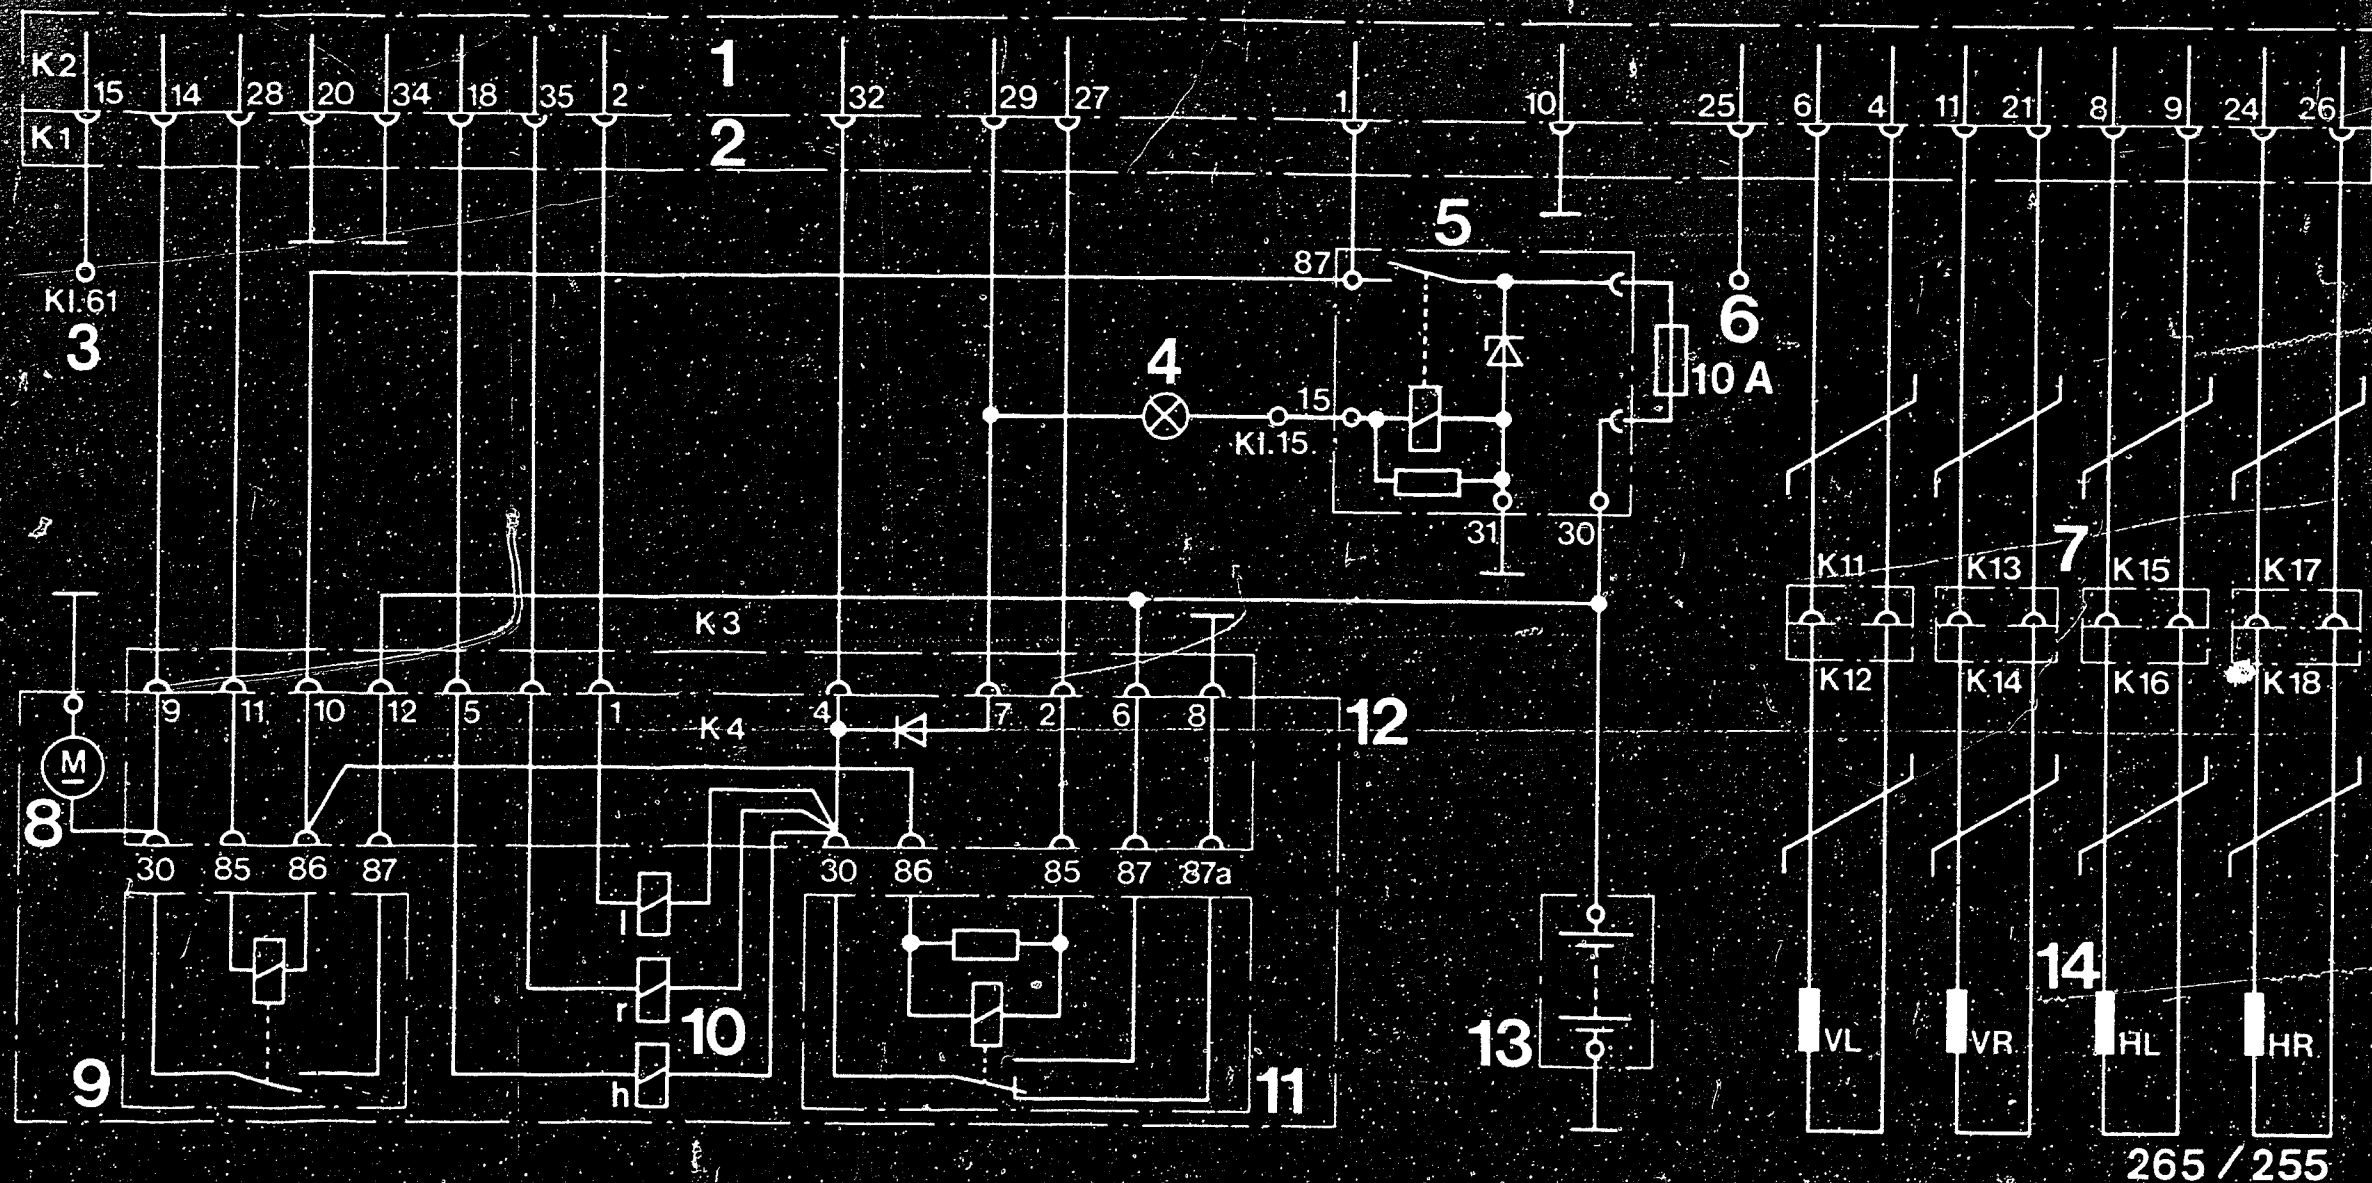 1
K2
15 14 28 20 34 18 35 2 32 29 27 1 10 25 6 4 11 21 8 9 24 26
K1
2
5
87
Kl.61
3
6
4
10 A
15
Kl.15
31 30
7
K11 K13 K15 K17
K3
K12 K14 K16 K18
9 11 10 12 5 1 4 7 2 6 8
K4
12
M
8
30 85 86 87 30 86 85 87 87a
l
14
r
10
13
VL VR HL HR
9
h
11
265 / 255